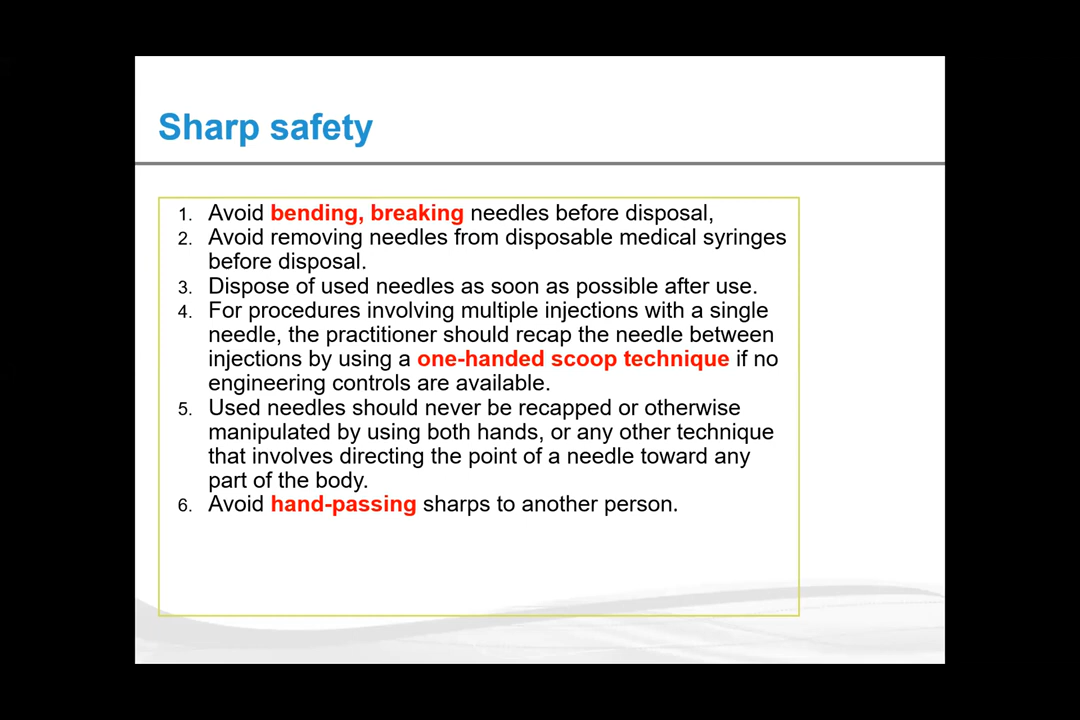 Sharp safety
1. Avoid bending, breaking needles before disposal,
2. Avoid removing needles from disposable medical syringes
before disposal.
3. Dispose of used needles as soon as possible after use.
4. For procedures involving multiple injections with a single
needle, the practitioner should recap the needle between
injections by using a one-handed scoop technique if no
engineering controls are available.
5. Used needles should never be recapped or otherwise
manipulated by using both hands, or any other technique
that involves directing the point of a needle toward any
part of the body.
6. Avoid hand-passing sharps to another person.